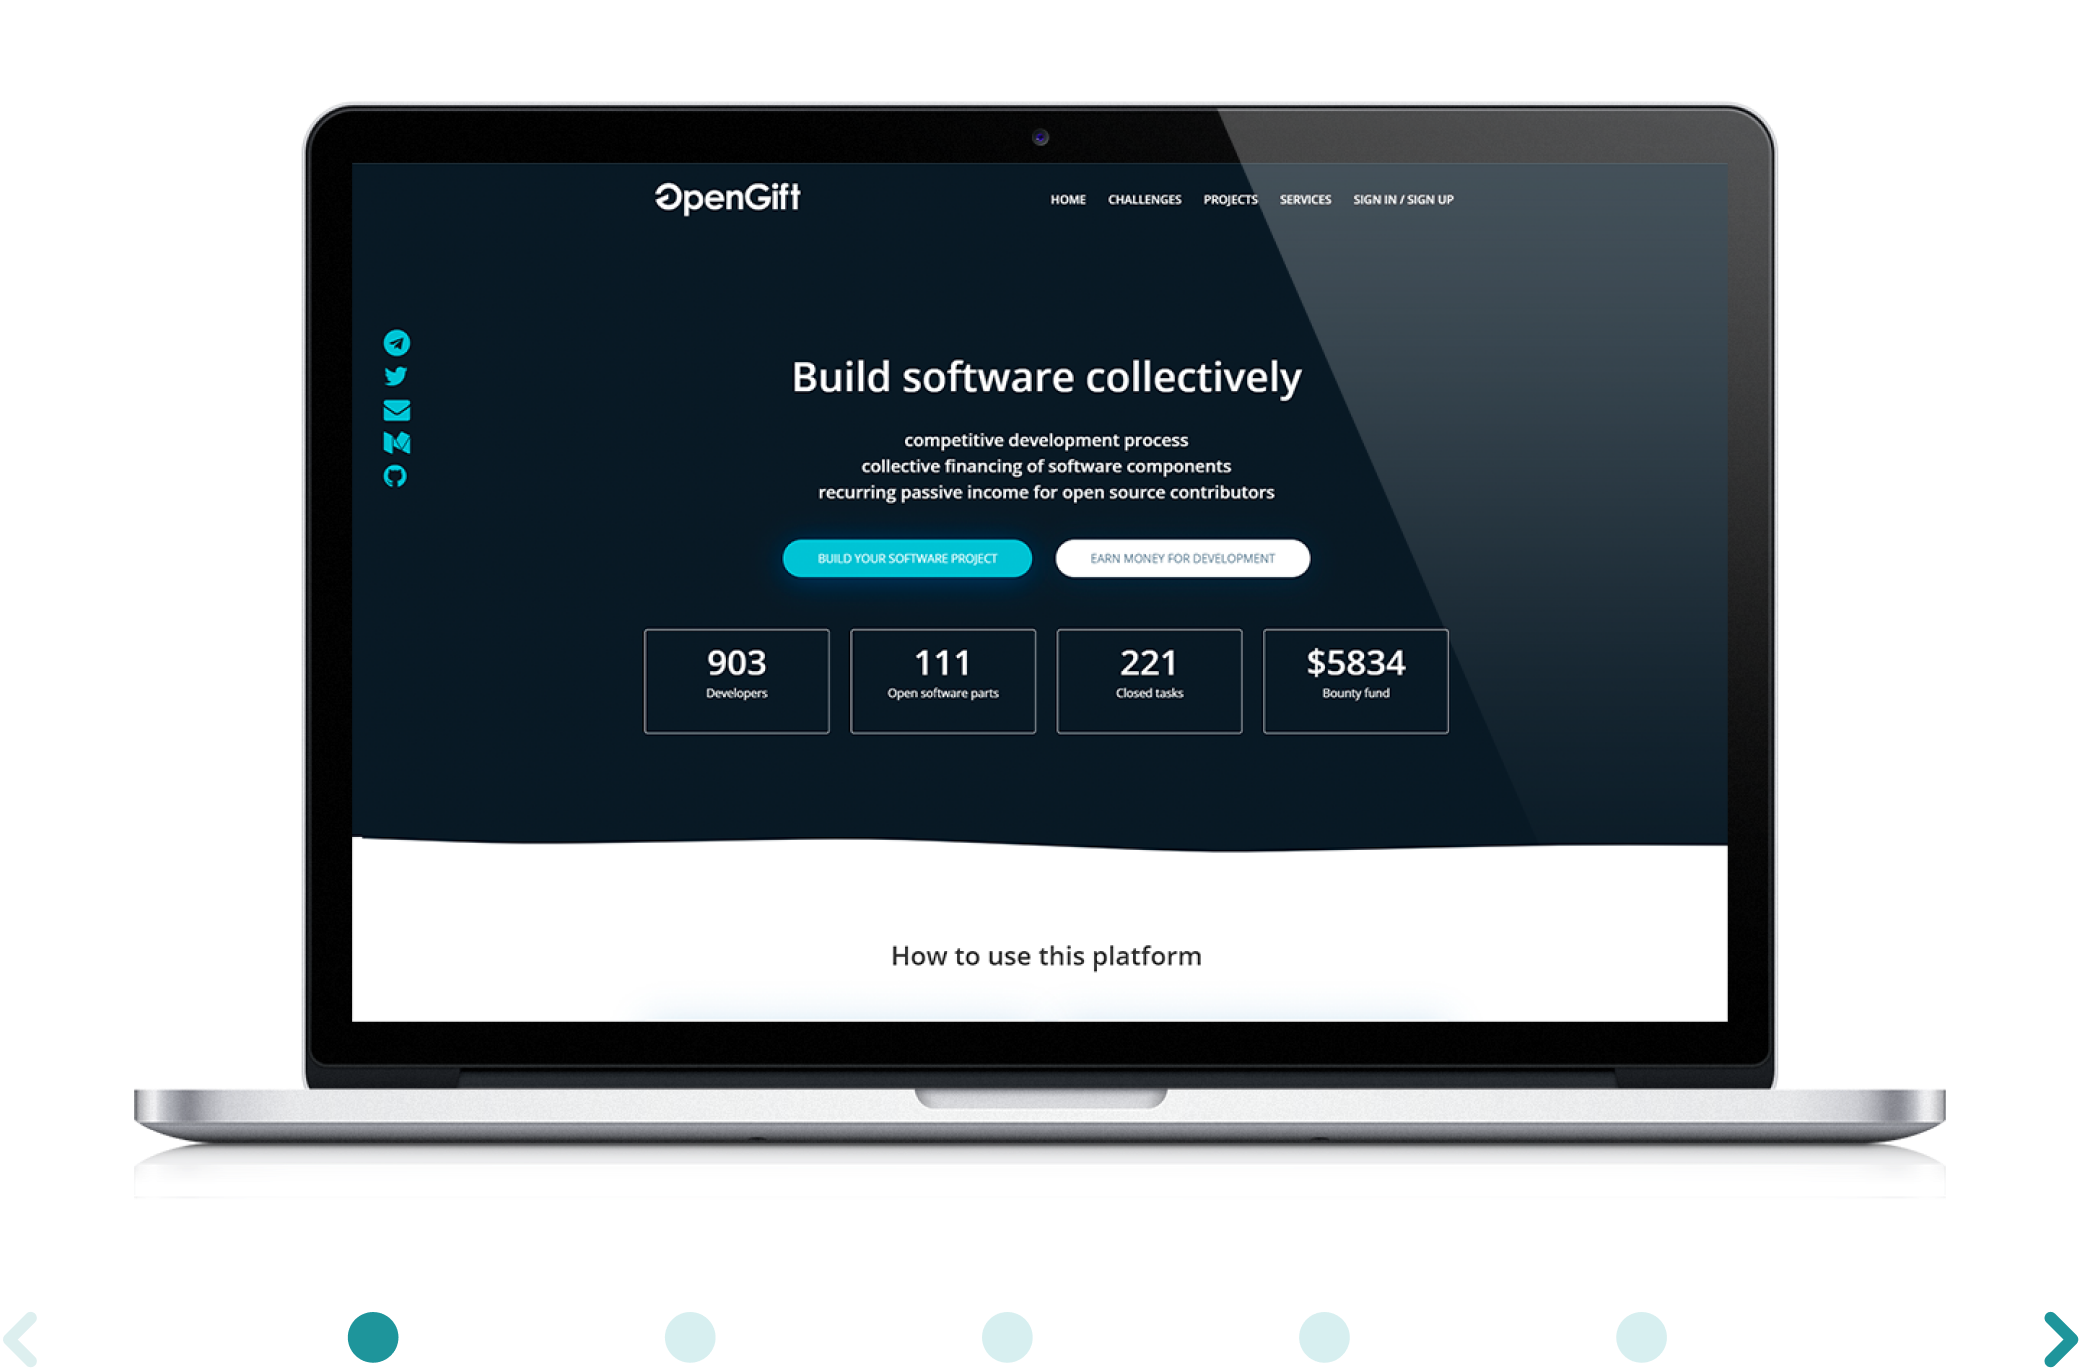 OpenGift
HOME CHALLENGES PROJECTS SERVICES SIGN IN / SIGN UP
Build software collectively
competitive development process
collective financing of software components
recurring passive income for open source contributors
BUILD YOUR SOFTWARE PROJECT EARN MONEY FOR DEVELOPMENT
903 111 221 $5834
Developers Open software parts Closed tasks Bounty fund
How to use this platform